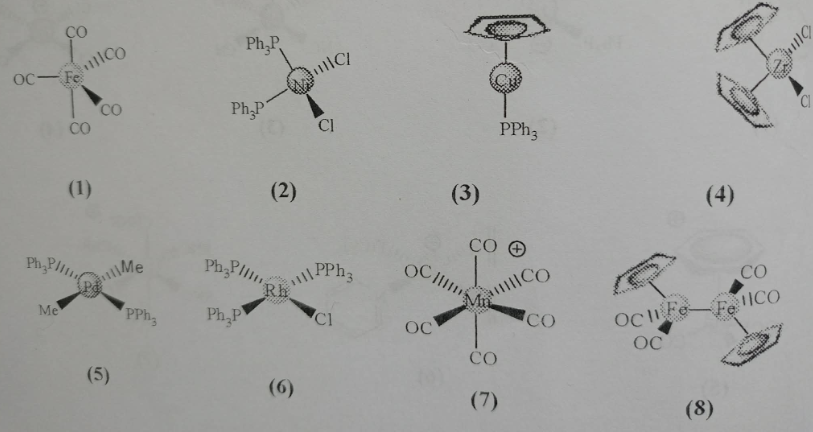 CO
CO
OC
Fe
CO
CO
(1)
Ph₃P
Ph₃P
Ni
Cl
Cl
(2)
Cu
PPh₃
(3)
Zr
Cl
Cl
(4)
Ph₃P
Me
Pd
Me
PPh₃
(5)
Ph₃P
PPh₃
Rh
Ph₃P
Cl
(6)
CO
⊕
OC
CO
Mn
OC
CO
CO
(7)
CO
CO
Fe
Fe
OC
OC
(8)